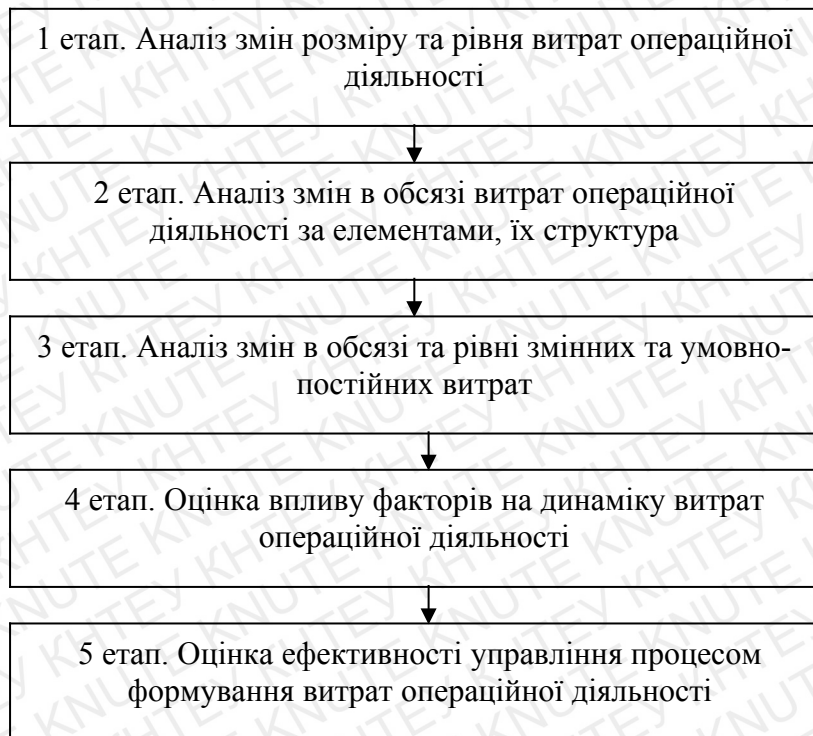 1 етап. Аналіз змін розміру та рівня витрат операційної
діяльності
2 етап. Аналіз змін в обсязі витрат операційної
діяльності за елементами, їх структура
3 етап. Аналіз змін в обсязі та рівні змінних та умовно-
постійних витрат
4 етап. Оцінка впливу факторів на динаміку витрат
операційної діяльності
5 етап. Оцінка ефективності управління процесом
формування витрат операційної діяльності